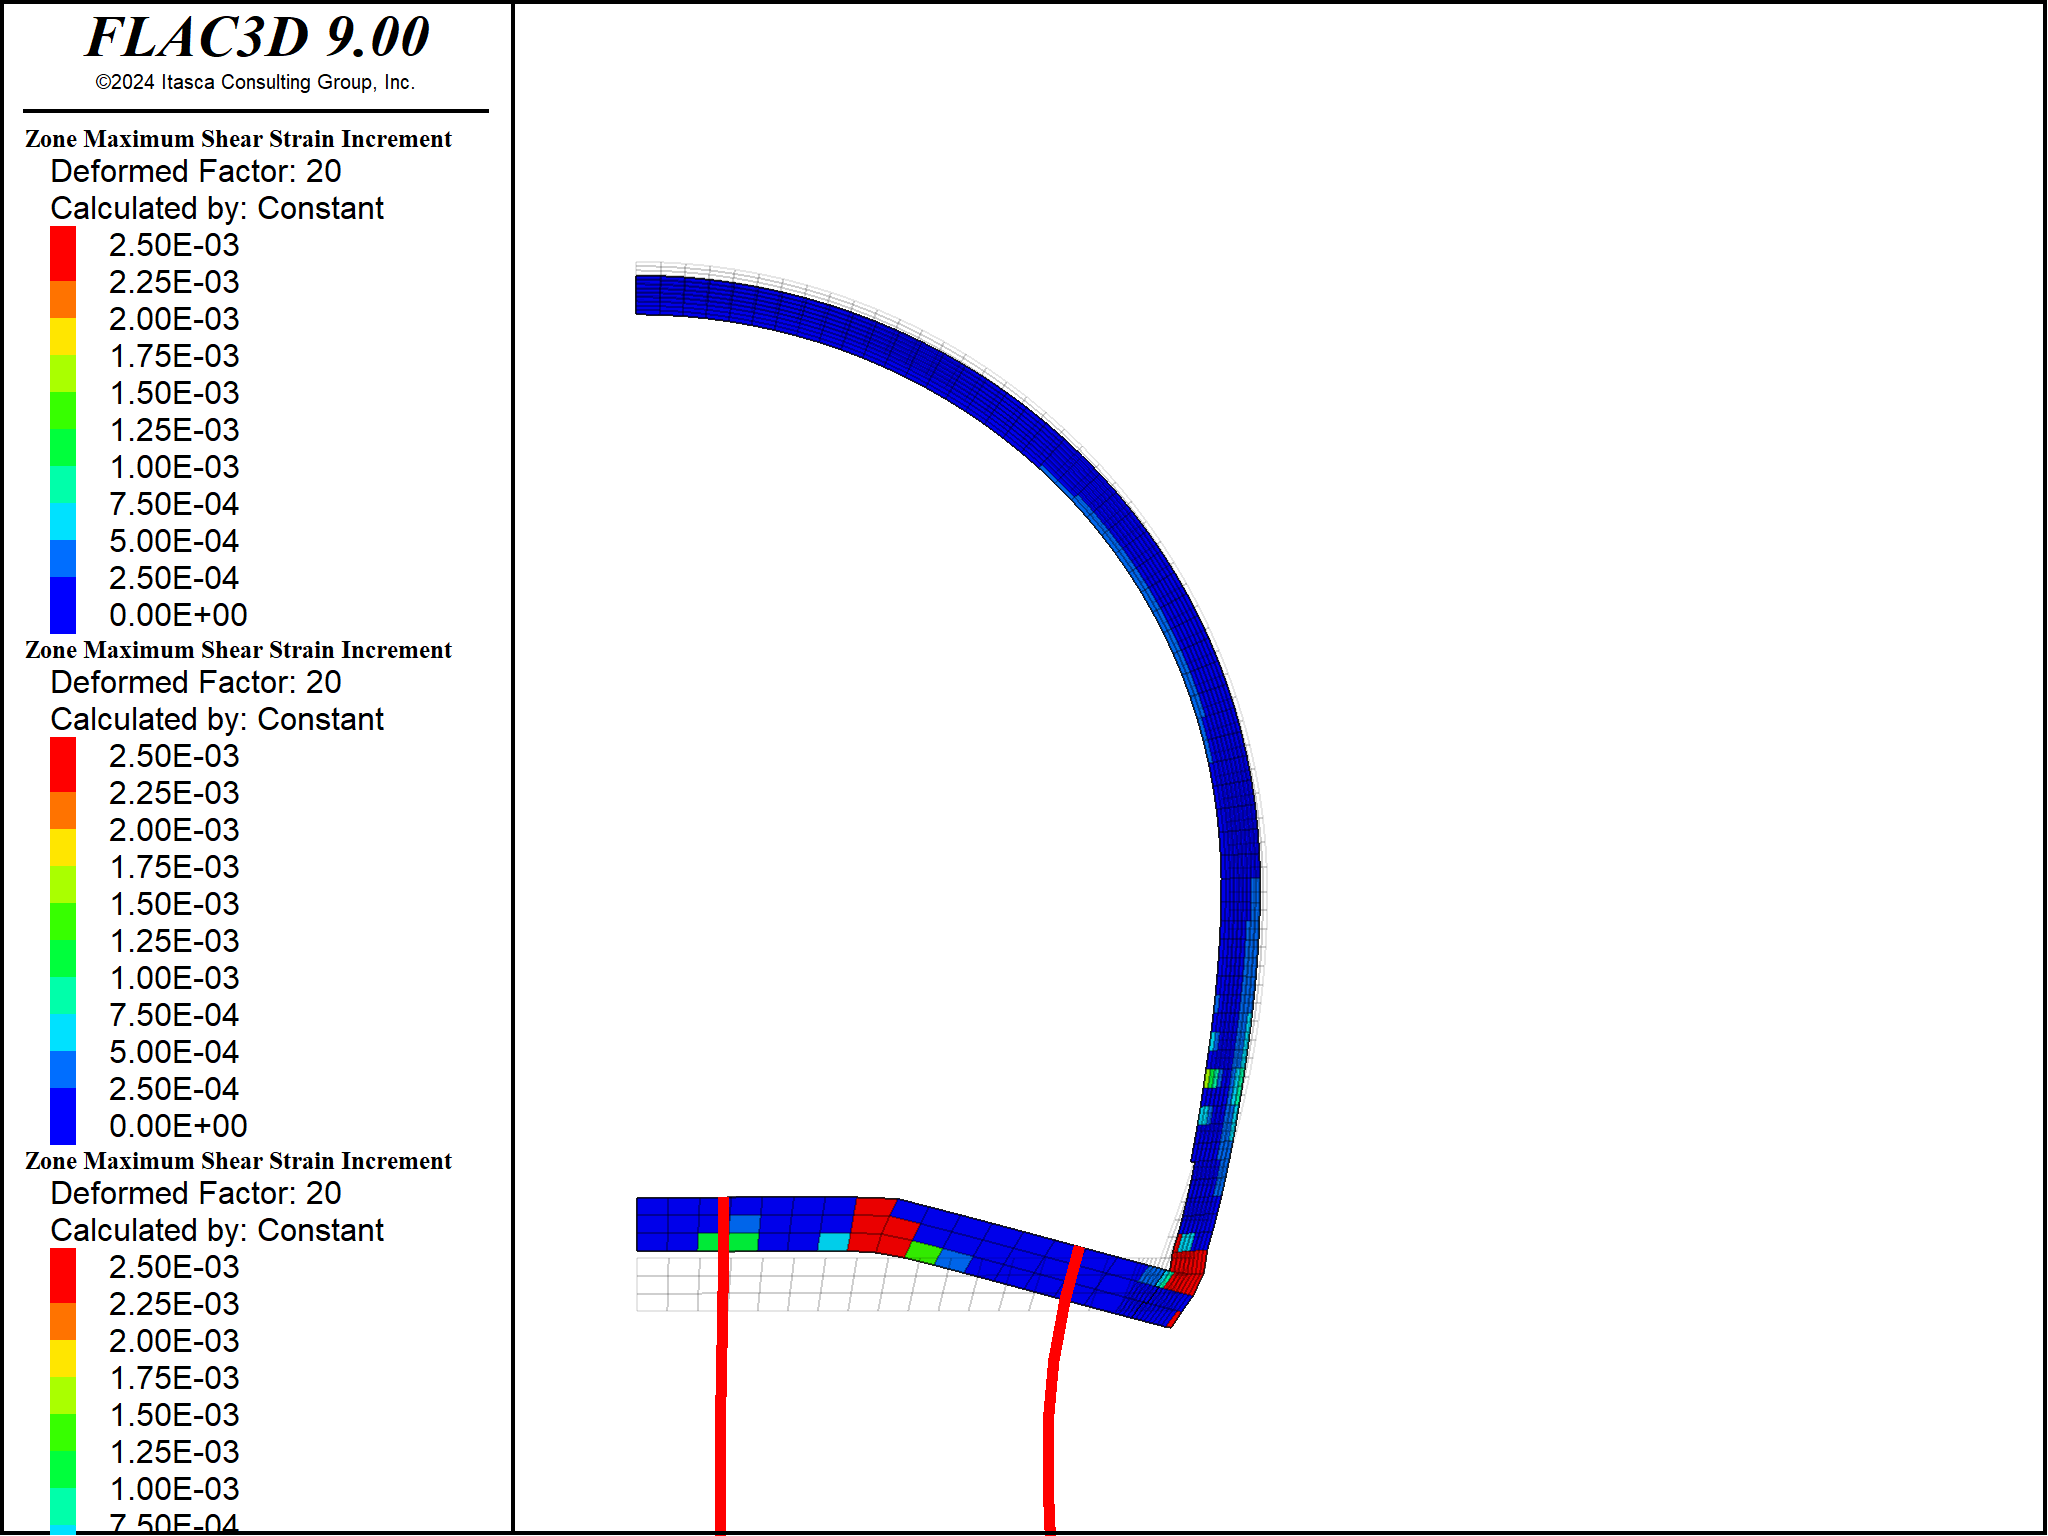 FLAC3D 9.00
©2024 Itasca Consulting Group, Inc.
Zone Maximum Shear Strain Increment
Deformed Factor: 20
Calculated by: Constant
2.50E-03
2.25E-03
2.00E-03
1.75E-03
1.50E-03
1.25E-03
1.00E-03
7.50E-04
5.00E-04
2.50E-04
0.00E+00
Zone Maximum Shear Strain Increment
Deformed Factor: 20
Calculated by: Constant
2.50E-03
2.25E-03
2.00E-03
1.75E-03
1.50E-03
1.25E-03
1.00E-03
7.50E-04
5.00E-04
2.50E-04
0.00E+00
Zone Maximum Shear Strain Increment
Deformed Factor: 20
Calculated by: Constant
2.50E-03
2.25E-03
2.00E-03
1.75E-03
1.50E-03
1.25E-03
1.00E-03
7.50E-04